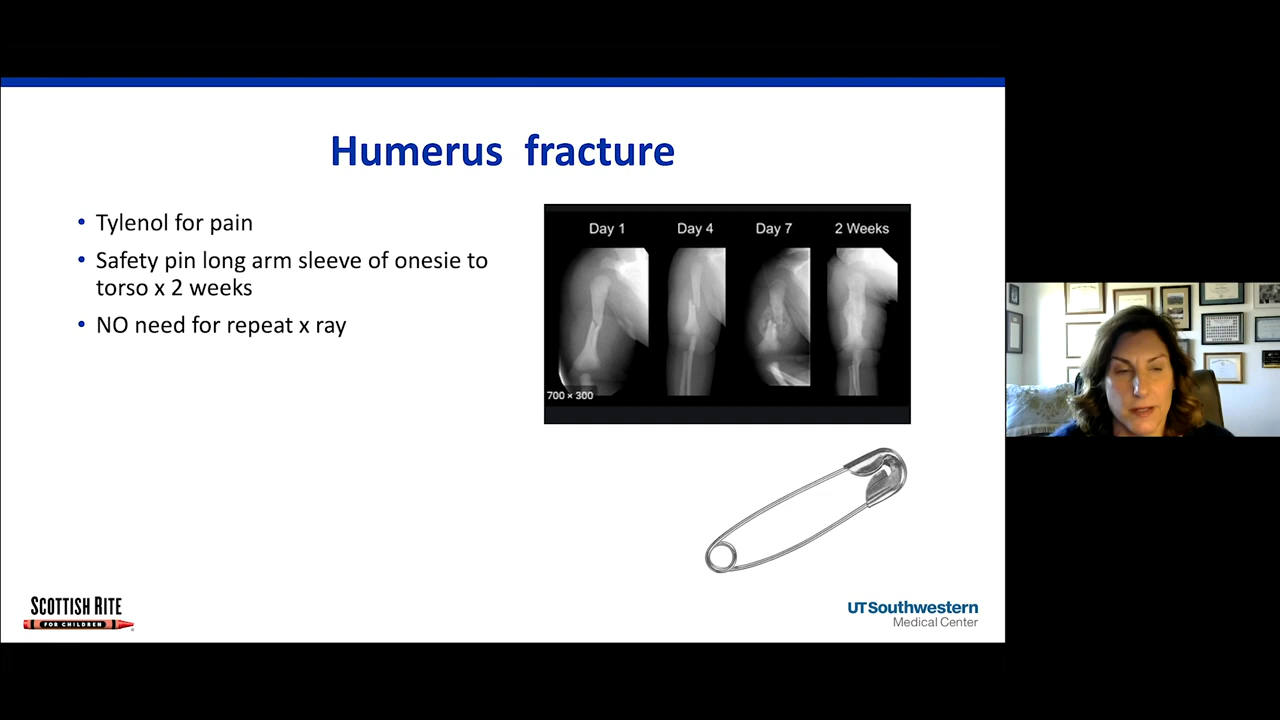 Humerus fracture
• Tylenol for pain
• Safety pin long arm sleeve of onesie to
torso x 2 weeks
• NO need for repeat x ray
Day 1 Day 4 Day 7 2 Weeks
700 × 300
SCOTTISH RITE
FOR CHILDREN
UTSouthwestern
Medical Center